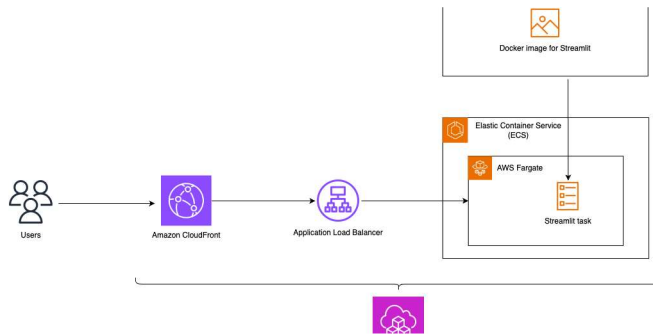 Docker image for Streamlit
Elastic Container Service
(ECS)
AWS Fargate
Streamlit task
Users
Amazon CloudFront
Application Load Balancer